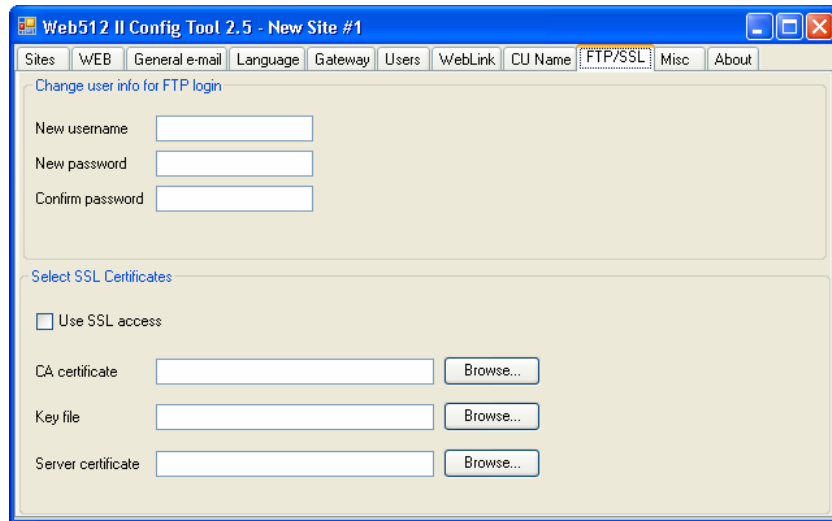 Web512 II Config Tool 2.5 - New Site #1
Sites WEB General e-mail Language Gateway Users WebLink CU Name FTP/SSL Misc About
Change user info for FTP login
New username
New password
Confirm password
Select SSL Certificates
Use SSL access
CA certificate Browse...
Key file Browse...
Server certificate Browse...